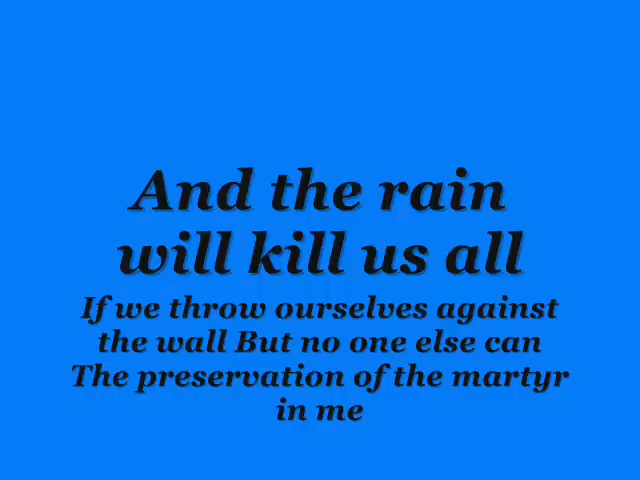 And the rain
will kill us all
If we throw ourselves against
the wall But no one else can
The preservation of the martyr
in me